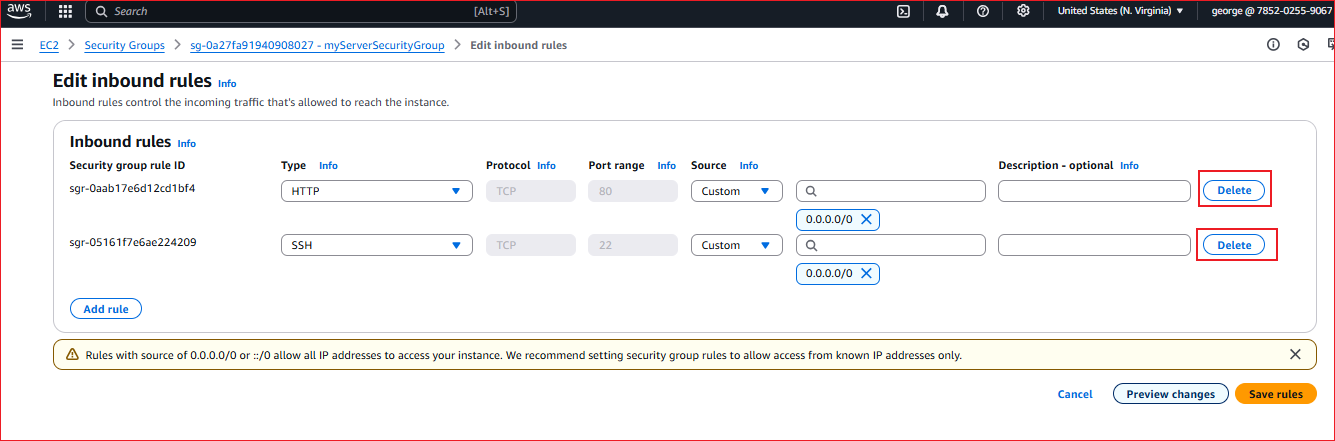 aws Search [Alt+S] United States (N. Virginia) george @ 7852-0255-9067
EC2 Security Groups sg-0a27fa91940908027 - myServerSecurityGroup Edit inbound rules
Edit inbound rules Info
Inbound rules control the incoming traffic that's allowed to reach the instance.
Inbound rules Info
Security group rule ID Type Info Protocol Info Port range Info Source Info Description - optional Info
sgr-0aab17e6d12cd1bf4 HTTP TCP 80 Custom Delete
0.0.0.0/0
sgr-05161f7e6ae224209 SSH TCP 22 Custom Delete
0.0.0.0/0
Add rule
Rules with source of 0.0.0.0/0 or ::/0 allow all IP addresses to access your instance. We recommend setting security group rules to allow access from known IP addresses only.
Cancel Preview changes Save rules